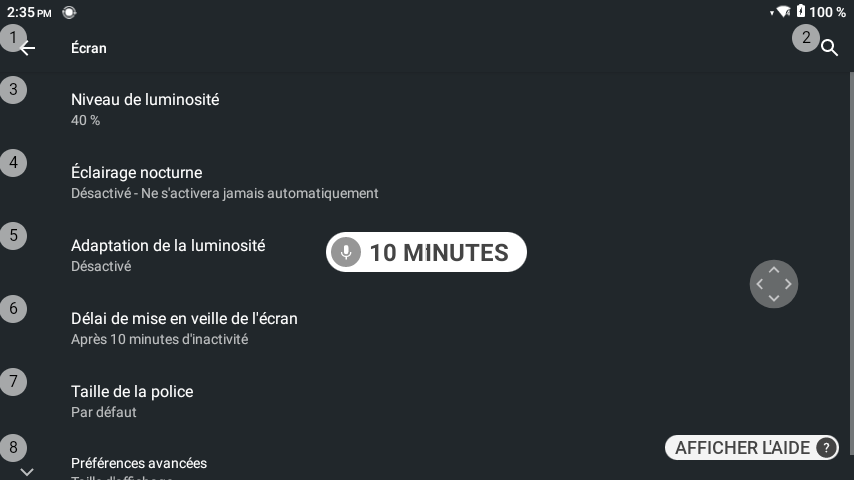 2:35 PM 100 %
1 Écran 2
3 Niveau de luminosité
40 %
4 Éclairage nocturne
Désactivé - Ne s'activera jamais automatiquement
5 Adaptation de la luminosité
Désactivé
10 MINUTES
6 Délai de mise en veille de l'écran
Après 10 minutes d'inactivité
7 Taille de la police
Par défaut
AFFICHER L'AIDE ?
8 Préférences avancées
Taille d'affichage